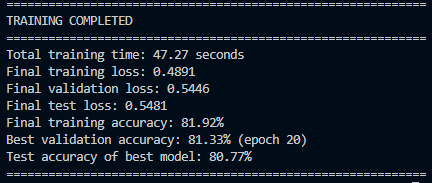 ============================================================
TRAINING COMPLETED
============================================================
Total training time: 47.27 seconds
Final training loss: 0.4891
Final validation loss: 0.5446
Final test loss: 0.5481
Final training accuracy: 81.92%
Best validation accuracy: 81.33% (epoch 20)
Test accuracy of best model: 80.77%
============================================================